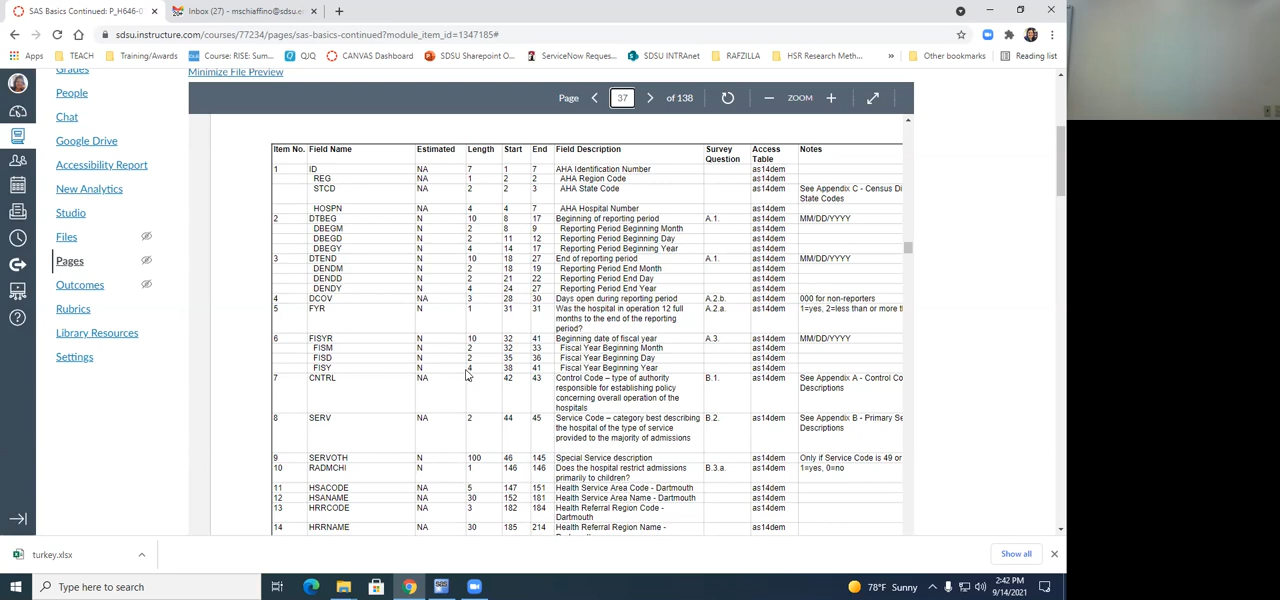 SAS Basics Continued: P_H646-0
Inbox (27) - mschiaffino@sdsu.e
sdsu.instructure.com/courses/77234/pages/sas-basics-continued?module_item_id=1347185#
Apps TEACH Training/Awards Course: RISE: Sum... QJQ CANVAS Dashboard SDSU Sharepoint O... ServiceNow Reques... SDSU INTRAnet RAFZILLA HSR Research Meth... » Other bookmarks Reading list
Grades
People
Chat
Google Drive
Accessibility Report
New Analytics
Studio
Files
Pages
Outcomes
Rubrics
Library Resources
Settings
Minimize File Preview
Page 37 of 138 ZOOM
Item No. Field Name Estimated Length Start End Field Description Survey Question Access Table Notes
1 ID NA 7 1 7 AHA Identification Number as14dem
REG NA 1 2 2 AHA Region Code as14dem
STCD NA 2 2 3 AHA State Code as14dem See Appendix C - Census Di
State Codes
HOSPN NA 4 4 7 AHA Hospital Number as14dem
2 DTBEG N 10 8 17 Beginning of reporting period A.1. as14dem MM/DD/YYYY
DBEGM N 2 8 9 Reporting Period Beginning Month as14dem
DBEGD N 2 11 12 Reporting Period Beginning Day as14dem
DBEGY N 4 14 17 Reporting Period Beginning Year as14dem
3 DTEND N 10 18 27 End of reporting period A.1. as14dem MM/DD/YYYY
DENDM N 2 18 19 Reporting Period End Month as14dem
DENDD N 2 21 22 Reporting Period End Day as14dem
DENDY N 4 24 27 Reporting Period End Year as14dem
4 DCOV NA 3 28 30 Days open during reporting period A.2.b. as14dem 000 for non-reporters
5 FYR N 1 31 31 Was the hospital in operation 12 full A.2.a. as14dem 1=yes, 2=less than or more t
months to the end of the reporting
period?
6 FISYR N 10 32 41 Beginning date of fiscal year A.3. as14dem MM/DD/YYYY
FISM N 2 32 33 Fiscal Year Beginning Month as14dem
FISD N 2 35 36 Fiscal Year Beginning Day as14dem
FISY N 4 38 41 Fiscal Year Beginning Year as14dem
7 CNTRL NA 42 43 Control Code – type of authority B.1. as14dem See Appendix A - Control Co
responsible for establishing policy Descriptions
concerning overall operation of the
hospitals
8 SERV NA 2 44 45 Service Code – category best describing B.2. as14dem See Appendix B - Primary Se
the hospital of the type of service Descriptions
provided to the majority of admissions
9 SERVOTH N 100 46 145 Special Service description as14dem Only if Service Code is 49 or
10 RADMCHI N 1 146 146 Does the hospital restrict admissions B.3.a. as14dem 1=yes, 0=no
primarily to children?
11 HSACODE NA 5 147 151 Health Service Area Code - Dartmouth as14dem
12 HSANAME NA 30 152 181 Health Service Area Name - Dartmouth as14dem
13 HRRCODE NA 3 182 184 Health Referral Region Code - as14dem
Dartmouth
14 HRRNAME NA 30 185 214 Health Referral Region Name - as14dem
turkey.xlsx
Show all
Type here to search
78°F Sunny
2:42 PM
9/14/2021